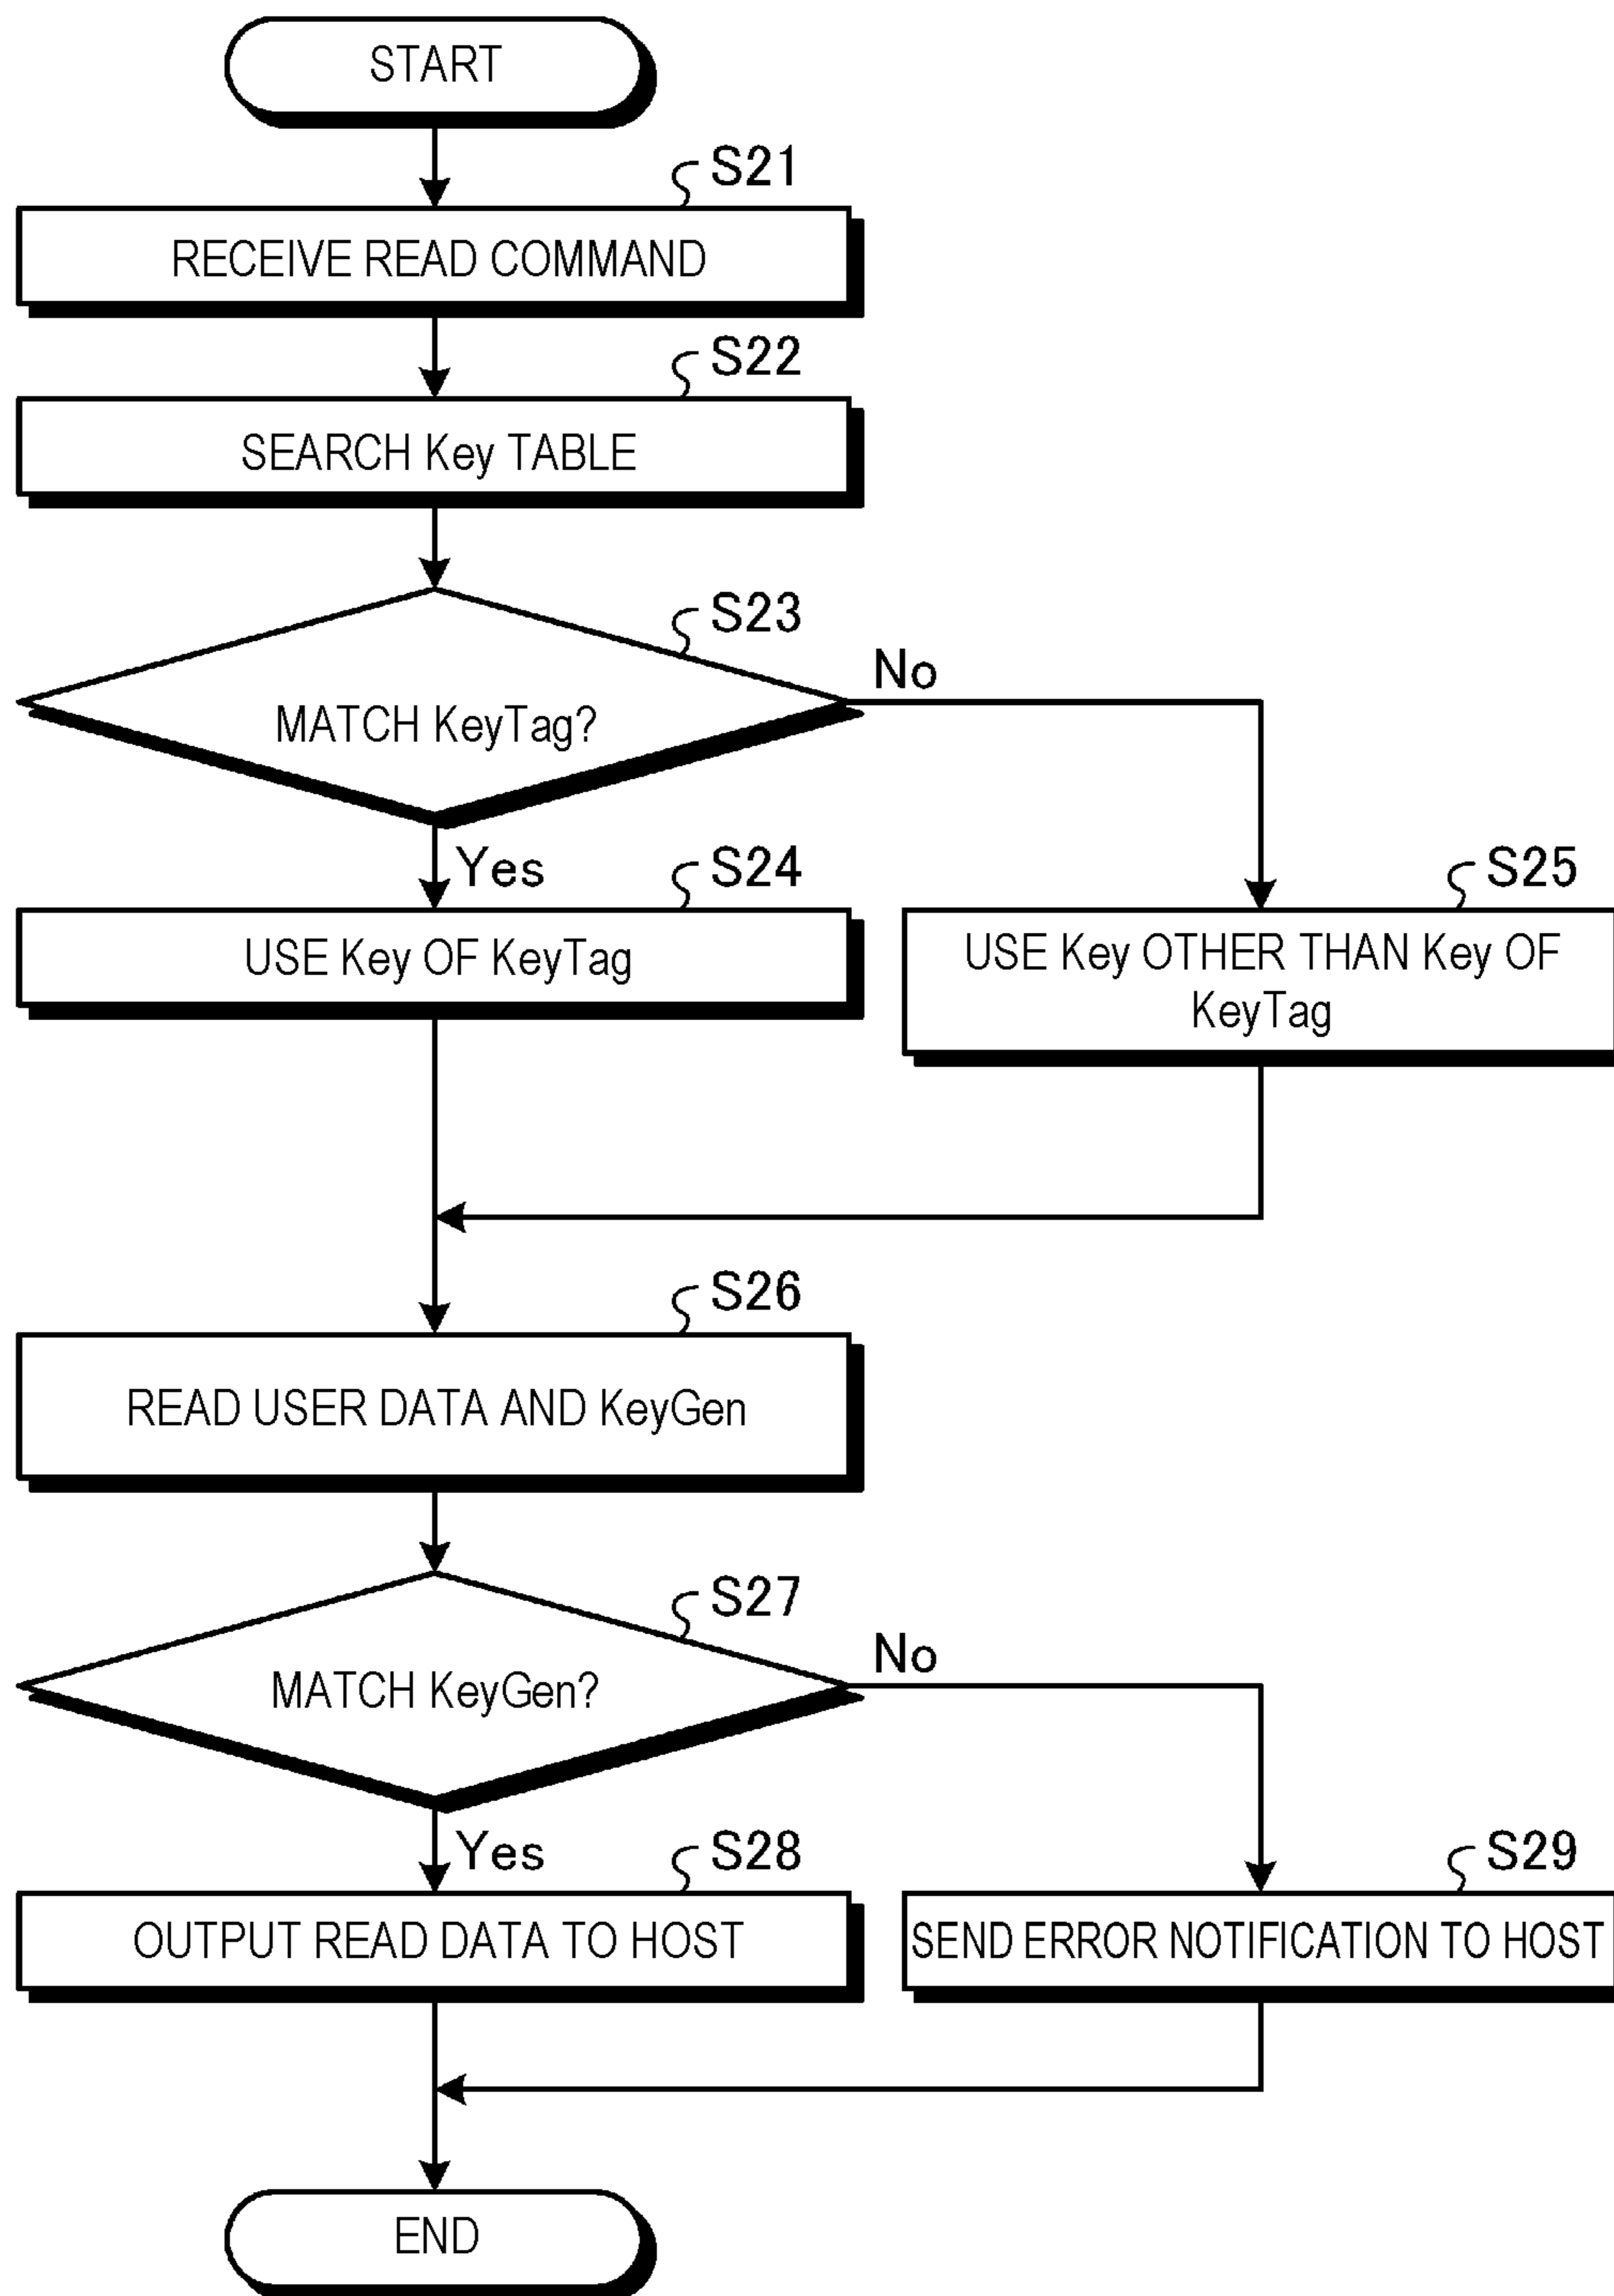 START
S21
RECEIVE READ COMMAND
S22
SEARCH Key TABLE
S23
MATCH KeyTag?
No
Yes
S24
USE Key OF KeyTag
S25
USE Key OTHER THAN Key OF
KeyTag
S26
READ USER DATA AND KeyGen
S27
MATCH KeyGen?
No
Yes
S28
OUTPUT READ DATA TO HOST
S29
SEND ERROR NOTIFICATION TO HOST
END